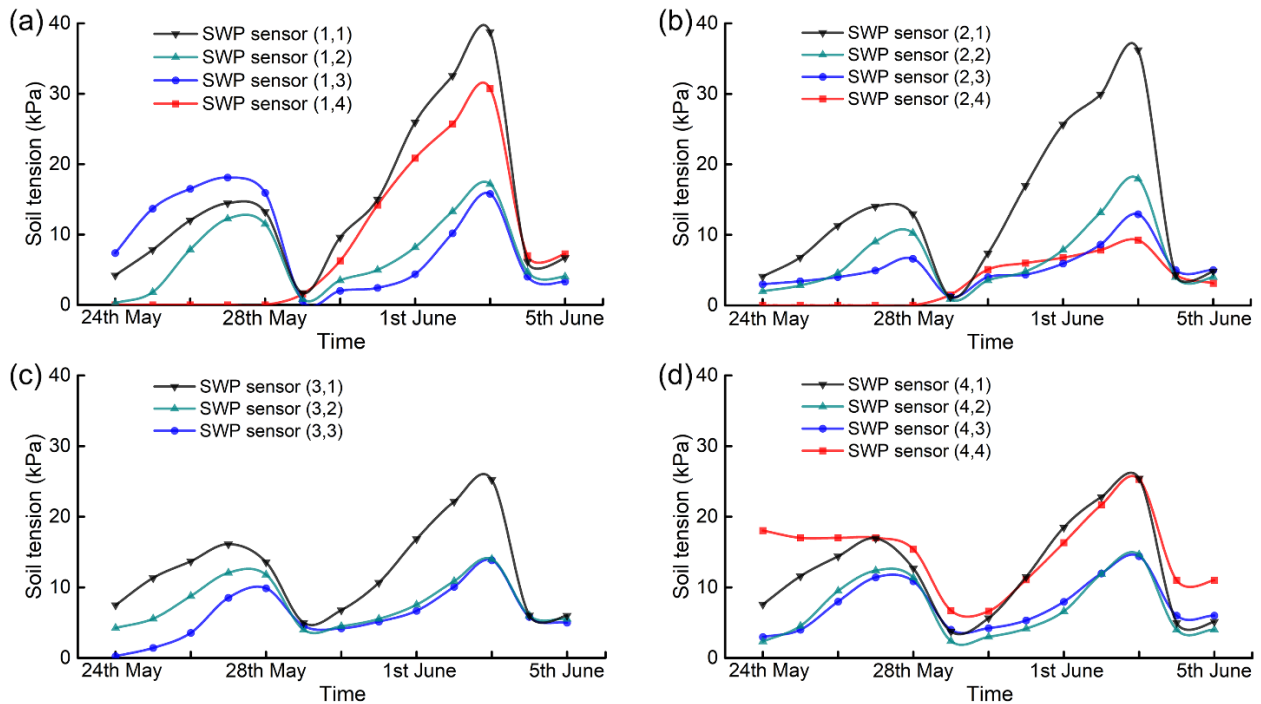 (a)
SWP sensor (1,1)
SWP sensor (1,2)
SWP sensor (1,3)
SWP sensor (1,4)
Soil tension (kPa)
40
30
20
10
0
24th May 28th May 1st June 5th June
Time
(b)
SWP sensor (2,1)
SWP sensor (2,2)
SWP sensor (2,3)
SWP sensor (2,4)
Soil tension (kPa)
40
30
20
10
0
24th May 28th May 1st June 5th June
Time
(c)
SWP sensor (3,1)
SWP sensor (3,2)
SWP sensor (3,3)
Soil tension (kPa)
40
30
20
10
0
24th May 28th May 1st June 5th June
Time
(d)
SWP sensor (4,1)
SWP sensor (4,2)
SWP sensor (4,3)
SWP sensor (4,4)
Soil tension (kPa)
40
30
20
10
0
24th May 28th May 1st June 5th June
Time